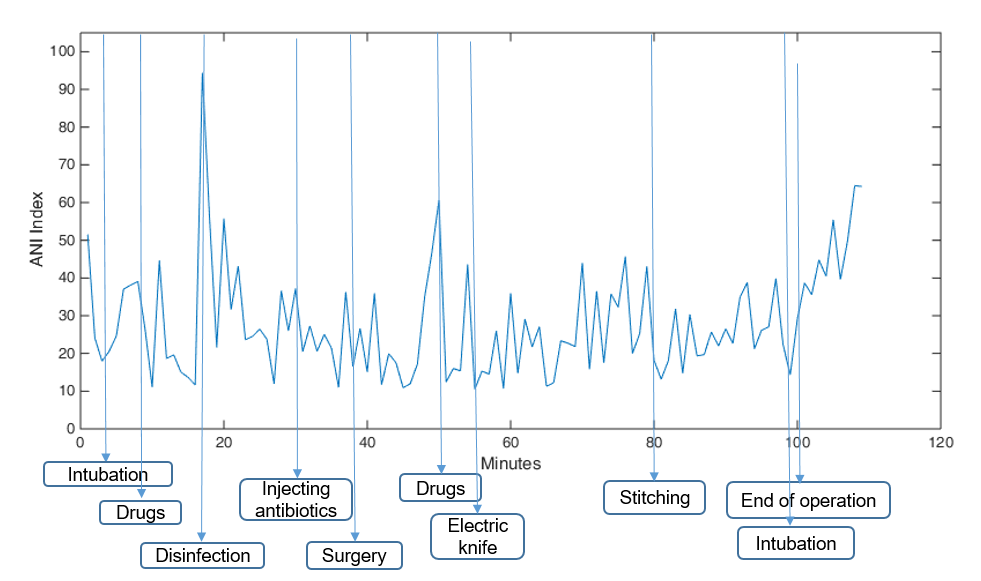 100
90
80
70
60
50
40
30
20
10
0
ANI Index
0 20 40 60 80 100 120
Minutes
Intubation
Drugs
Disinfection
Injecting
antibiotics
Surgery
Drugs
Electric
knife
Stitching
End of operation
Intubation